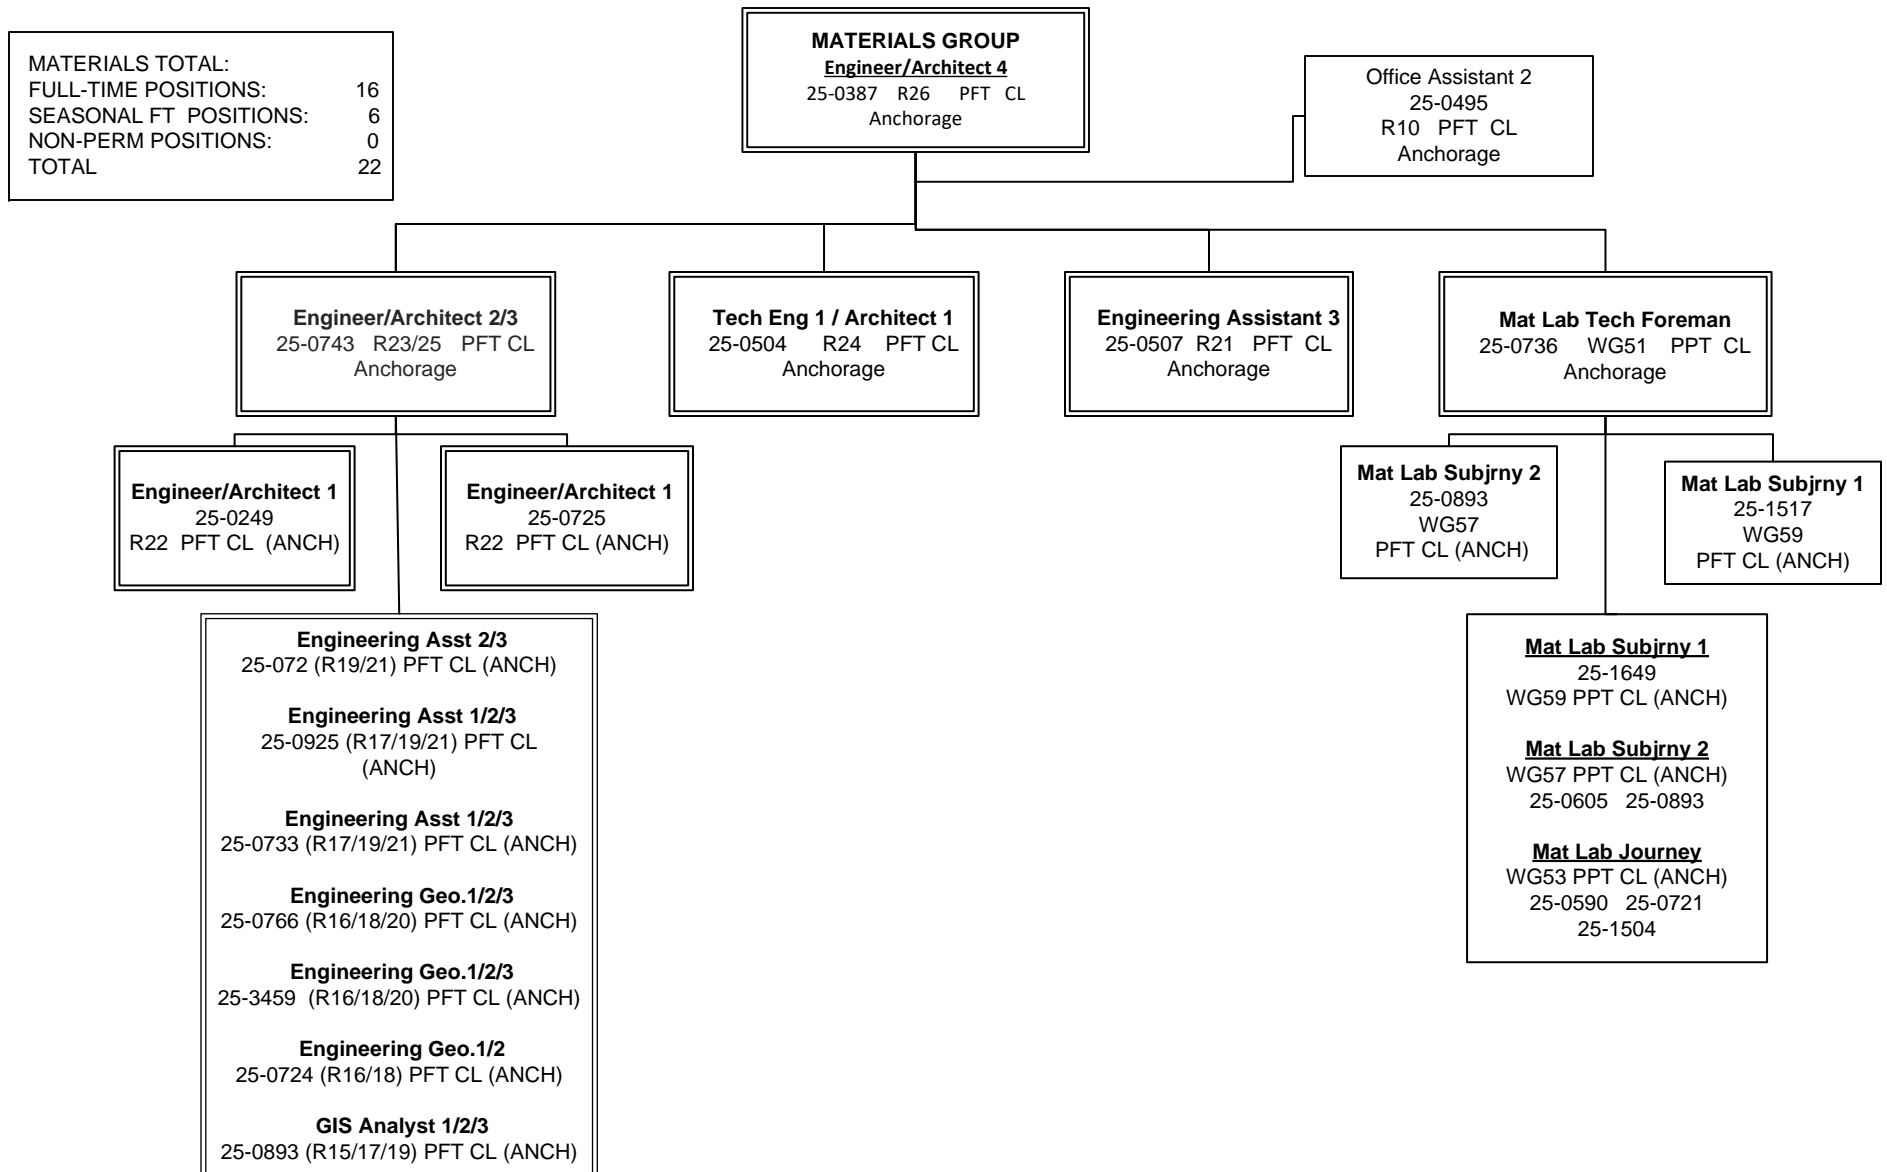 MATERIALS TOTAL:
FULL-TIME POSITIONS: 16
SEASONAL FT POSITIONS: 6
NON-PERM POSITIONS: 0
TOTAL 22
MATERIALS GROUP
Engineer/Architect 4
25-0387 R26 PFT CL
Anchorage
Office Assistant 2
25-0495
R10 PFT CL
Anchorage
Engineer/Architect 2/3
25-0743 R23/25 PFT CL
Anchorage
Tech Eng 1 / Architect 1
25-0504 R24 PFT CL
Anchorage
Engineering Assistant 3
25-0507 R21 PFT CL
Anchorage
Mat Lab Tech Foreman
25-0736 WG51 PPT CL
Anchorage
Engineer/Architect 1
25-0249
R22 PFT CL (ANCH)
Engineer/Architect 1
25-0725
R22 PFT CL (ANCH)
Mat Lab Subjrny 2
25-0893
WG57
PFT CL (ANCH)
Mat Lab Subjrny 1
25-1517
WG59
PFT CL (ANCH)
Engineering Asst 2/3
25-072 (R19/21) PFT CL (ANCH)
Engineering Asst 1/2/3
25-0925 (R17/19/21) PFT CL
(ANCH)
Engineering Asst 1/2/3
25-0733 (R17/19/21) PFT CL (ANCH)
Engineering Geo.1/2/3
25-0766 (R16/18/20) PFT CL (ANCH)
Engineering Geo.1/2/3
25-3459 (R16/18/20) PFT CL (ANCH)
Engineering Geo.1/2
25-0724 (R16/18) PFT CL (ANCH)
GIS Analyst 1/2/3
25-0893 (R15/17/19) PFT CL (ANCH)
Mat Lab Subjrny 1
25-1649
WG59 PPT CL (ANCH)
Mat Lab Subjrny 2
WG57 PPT CL (ANCH)
25-0605 25-0893
Mat Lab Journey
WG53 PPT CL (ANCH)
25-0590 25-0721
25-1504